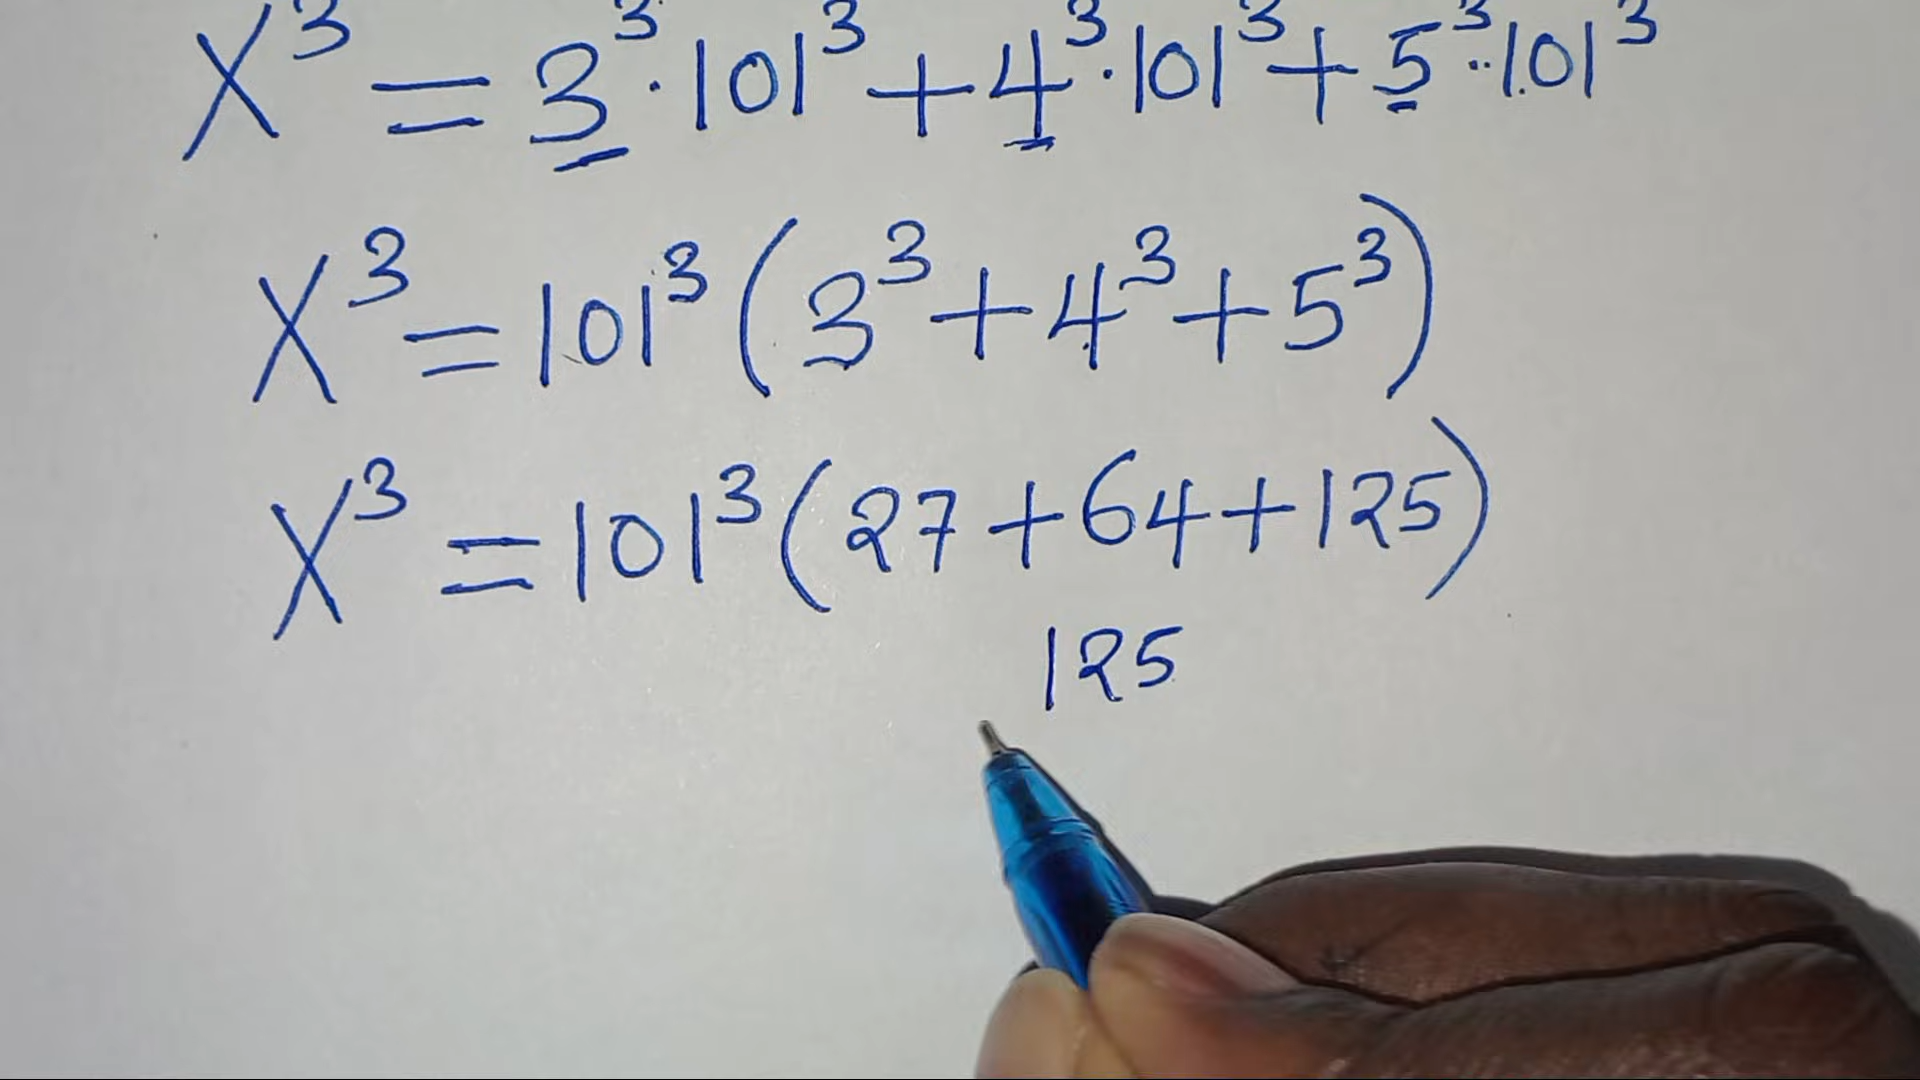 X³ = 3³·101³ + 4³·101³ + 5³·101³
X³ = 101³(3³ + 4³ + 5³)
X³ = 101³(27 + 64 + 125)
125